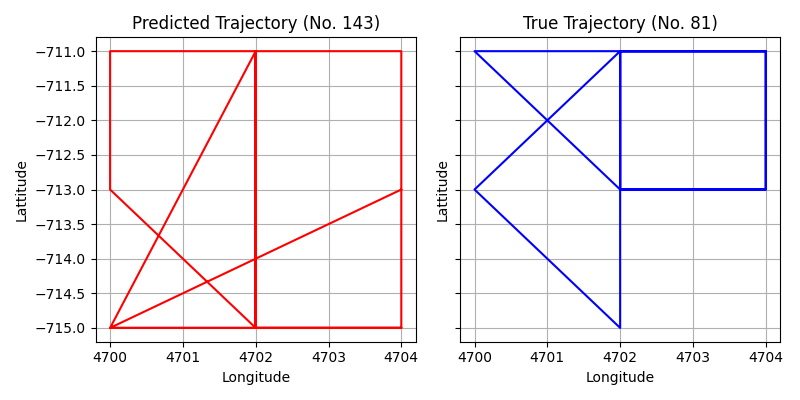 Predicted Trajectory (No. 143)
True Trajectory (No. 81)
Lattitude
−711.0
−711.5
−712.0
−712.5
−713.0
−713.5
−714.0
−714.5
−715.0
4700 4701 4702 4703 4704
Longitude
Lattitude
4700 4701 4702 4703 4704
Longitude